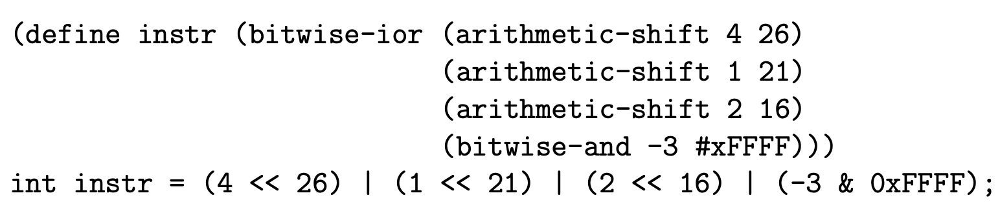 (define instr (bitwise-ior (arithmetic-shift 4 26)
(arithmetic-shift 1 21)
(arithmetic-shift 2 16)
(bitwise-and -3 #xFFFF)))
int instr = (4 << 26) | (1 << 21) | (2 << 16) | (-3 & 0xFFFF);